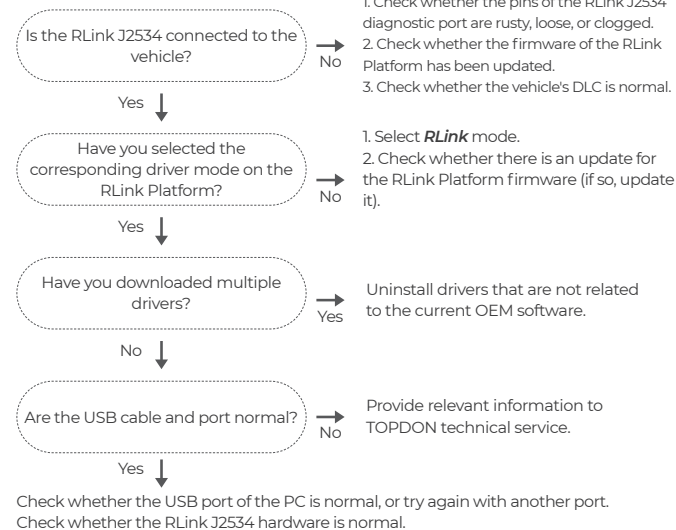 1. Check whether the pins of the RLink J2534
diagnostic port are rusty, loose, or clogged.
2. Check whether the firmware of the RLink
Platform has been updated.
3. Check whether the vehicle's DLC is normal.
Is the RLink J2534 connected to the
vehicle?
No
Yes
Have you selected the
corresponding driver mode on the
RLink Platform?
No
1. Select RLink mode.
2. Check whether there is an update for
the RLink Platform firmware (if so, update
it).
Yes
Have you downloaded multiple
drivers?
Yes
Uninstall drivers that are not related
to the current OEM software.
No
Are the USB cable and port normal?
No
Provide relevant information to
TOPDON technical service.
Yes
Check whether the USB port of the PC is normal, or try again with another port.
Check whether the RLink J2534 hardware is normal.